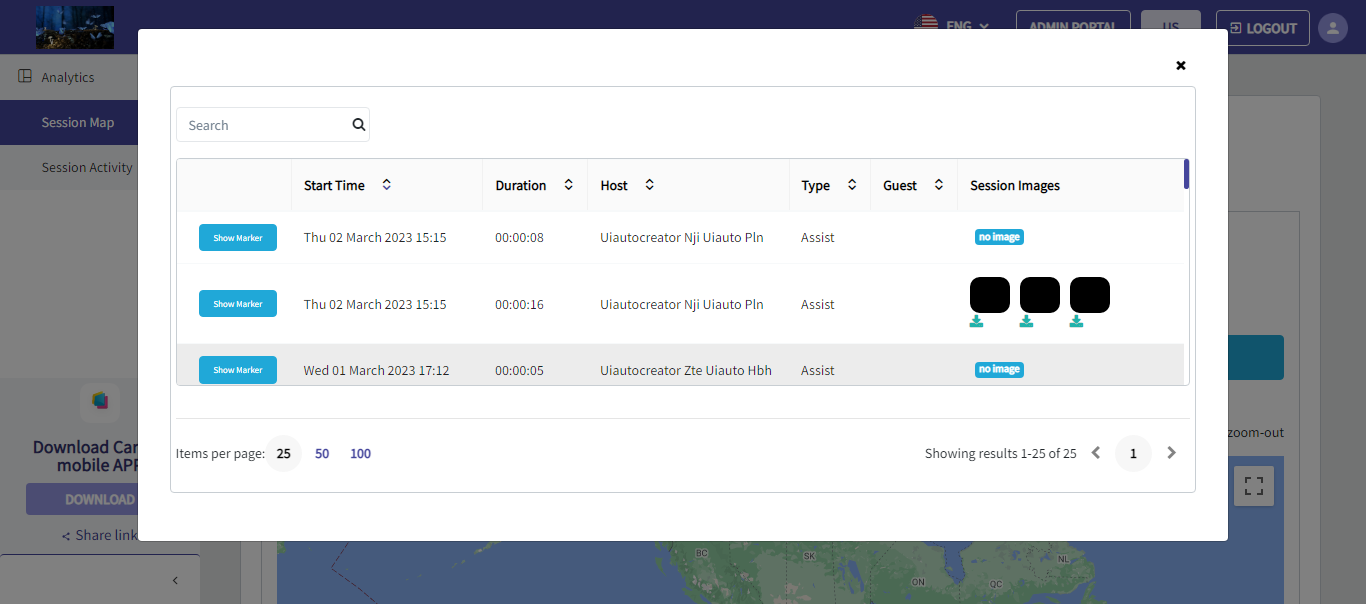 ENG
ADMIN PORTAL
US
LOGOUT
Analytics
Session Map
Session Activity
Search
Start Time Duration Host Type Guest Session Images
Show Marker Thu 02 March 2023 15:15 00:00:08 Uiautocreator Nji Uiauto Pln Assist no image
Show Marker Thu 02 March 2023 15:15 00:00:16 Uiautocreator Nji Uiauto Pln Assist
Show Marker Wed 01 March 2023 17:12 00:00:05 Uiautocreator Zte Uiauto Hbh Assist no image
Items per page: 25 50 100
Showing results 1-25 of 25 1
Download Car
mobile APP
DOWNLOAD
Share link
zoom-out
BC
SK
ON
QC
NL